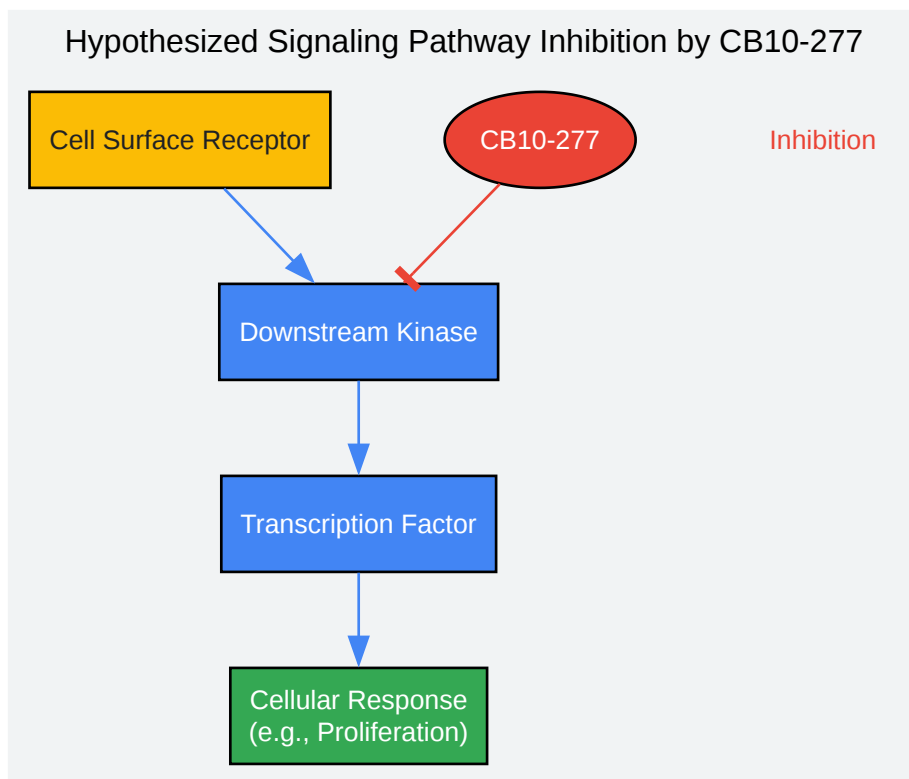 Hypothesized Signaling Pathway Inhibition by CB10-277
Cell Surface Receptor
CB10-277
Inhibition
Downstream Kinase
Transcription Factor
Cellular Response
(e.g., Proliferation)